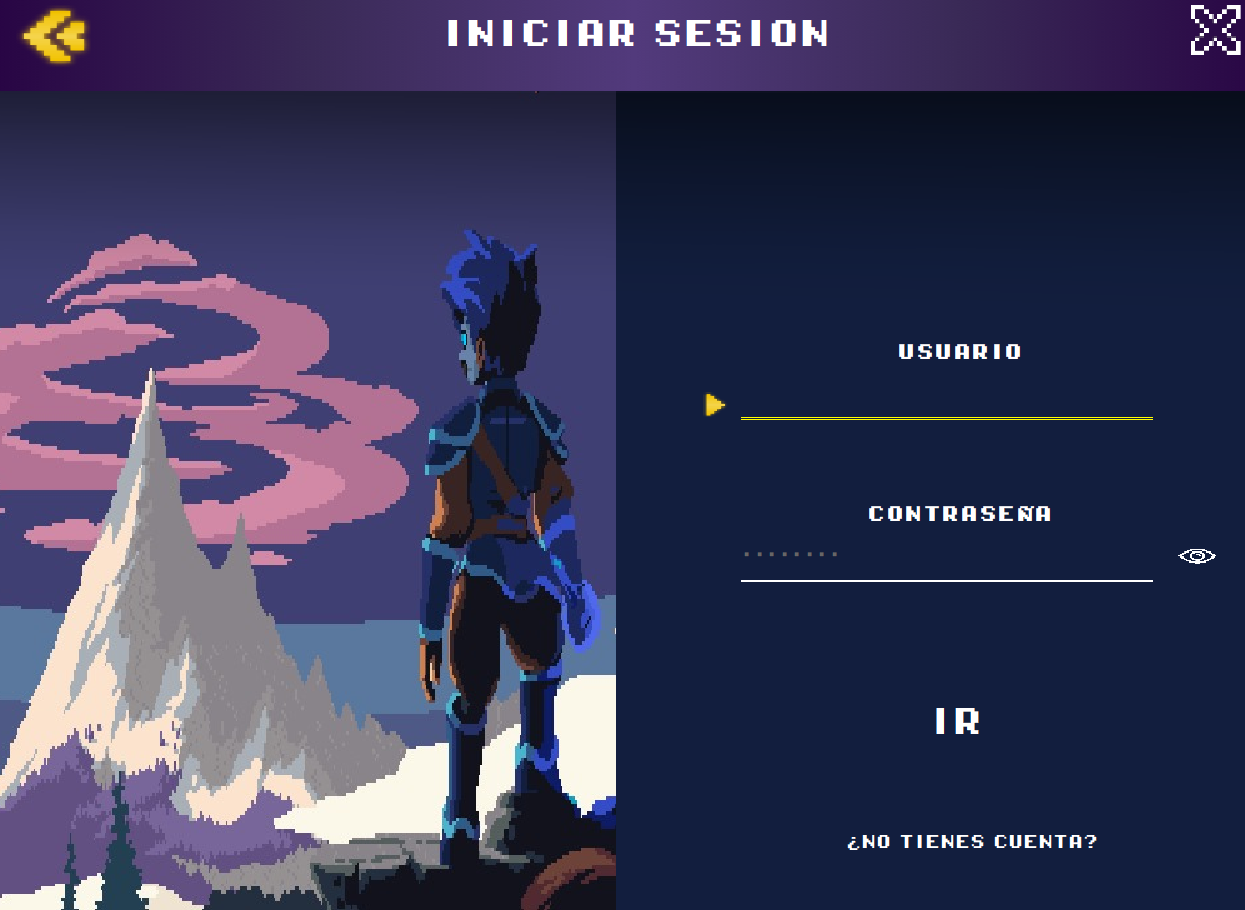 INICIAR SESION
USUARIO
CONTRASEÑA
IR
¿NO TIENES CUENTA?